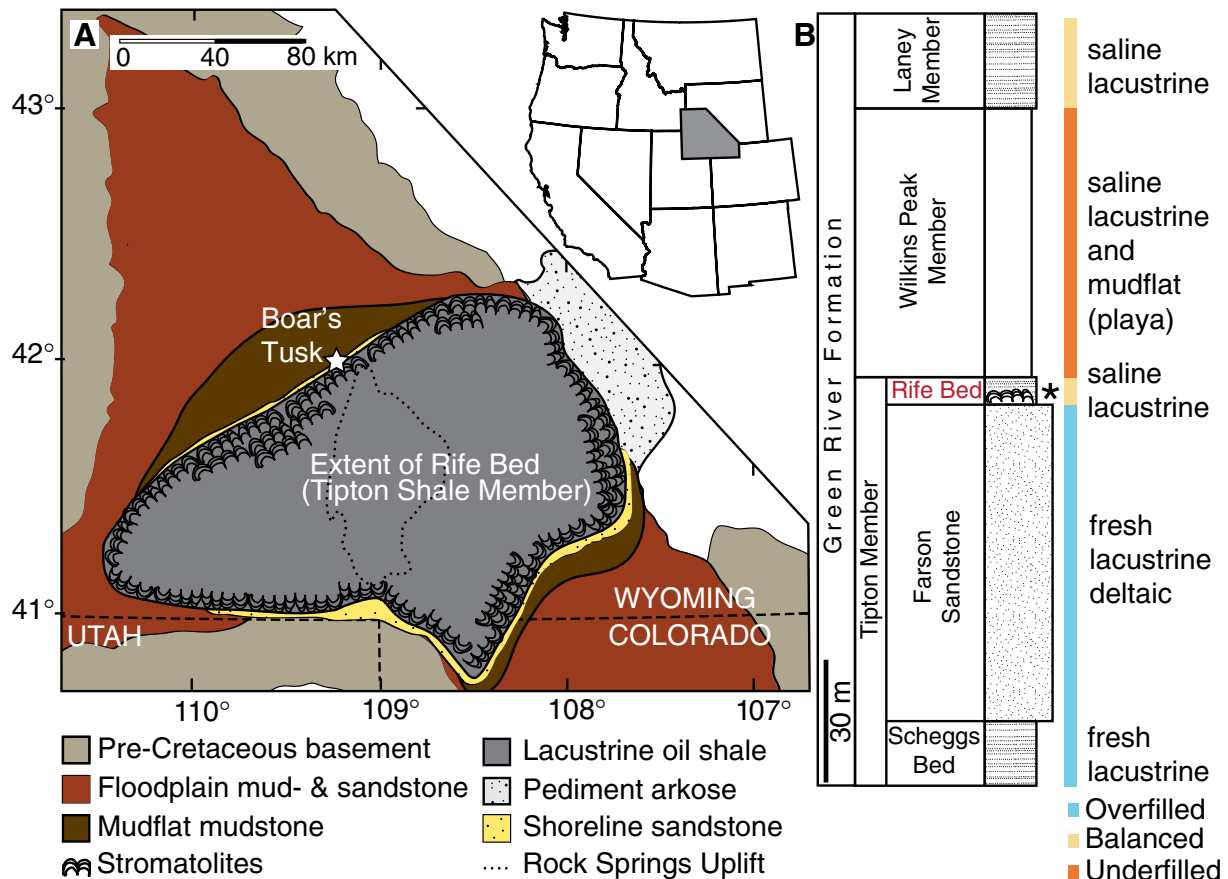 A
0 40 80 km
43°
42°
41°
110°
109°
108°
107°
Boar's
Tusk
Extent of Rife Bed
(Tipton Shale Member)
WYOMING
UTAH
COLORADO
Pre-Cretaceous basement
Floodplain mud- & sandstone
Mudflat mudstone
Stromatolites
Lacustrine oil shale
Pediment arkose
Shoreline sandstone
Rock Springs Uplift
B
Green River Formation
30 m
Laney
Member
Wilkins Peak
Member
Tipton Member
Rife Bed
*
Farson
Sandstone
Scheggs
Bed
saline
lacustrine
saline
lacustrine
and
mudflat
(playa)
saline
lacustrine
fresh
lacustrine
deltaic
fresh
lacustrine
Overfilled
Balanced
Underfilled